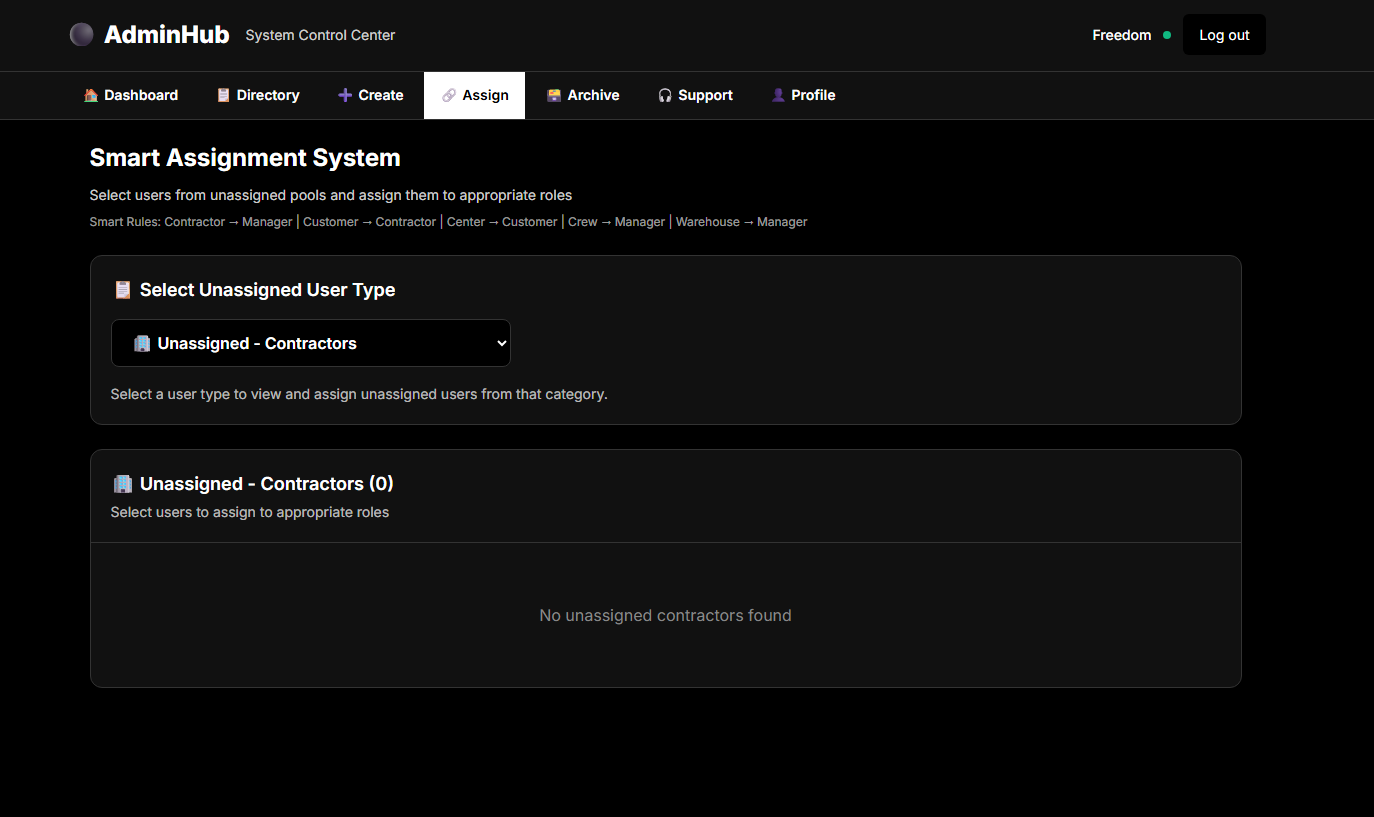 AdminHub System Control Center Freedom Log out
Dashboard Directory Create Assign Archive Support Profile
Smart Assignment System
Select users from unassigned pools and assign them to appropriate roles
Smart Rules: Contractor → Manager | Customer → Contractor | Center → Customer | Crew → Manager | Warehouse → Manager
Select Unassigned User Type
Unassigned - Contractors
Select a user type to view and assign unassigned users from that category.
Unassigned - Contractors (0)
Select users to assign to appropriate roles
No unassigned contractors found